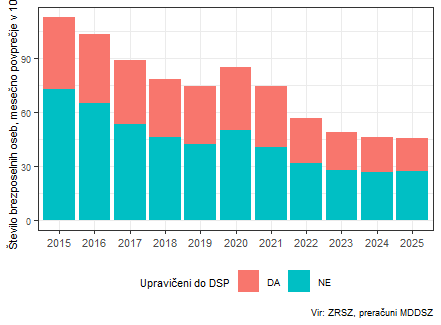 Število brezposelnih oseb, mesečno povprečje v 10
90
60
30
0
2015 2016 2017 2018 2019 2020 2021 2022 2023 2024 2025
Upravičeni do DSP DA NE
Vir: ZRSZ, preračuni MDDSZ